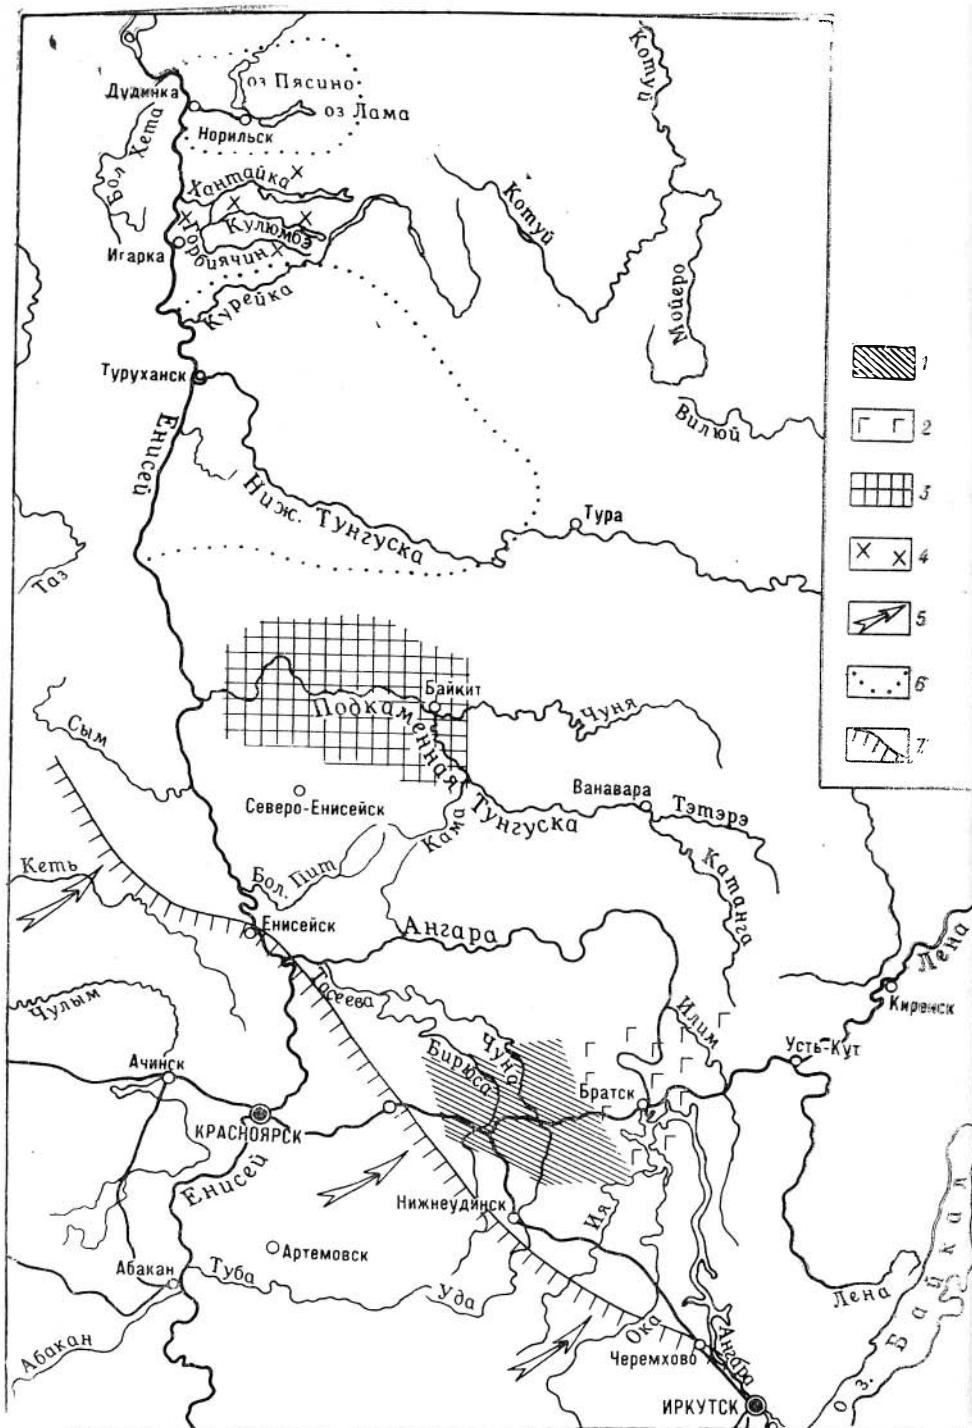 Котуй
оз Пясино
Дудинка
оз Лама
Норильск
Бол Хета
Хантайка
Котуй
Кулюмбэ
Горбиячин
Игарка
Мойеро
Курейка
1
Туруханск
Вилюй
2
Енисей
Ниж. Тунгуска
3
Тура
4
Таз
5
6
Байкит
Подкаменная Тунгуска
Чуня
Сым
7
Ванавара
Тэтэрэ
Северо-Енисейск
Кама
Кеть
Бол. Пит
Катанга
Енисейск
Ангара
Лена
Тасеева
Киренск
Чулым
Илим
Чуна
Усть-Кут
Бирюса
Ачинск
Братск
КРАСНОЯРСК
Енисей
Нижнеудинск
Ия
Артемовск
Туба
Абакан
Уда
Лена
оз. Байкал
Ока
Ангара
Абакан
Черемхово
ИРКУТСК